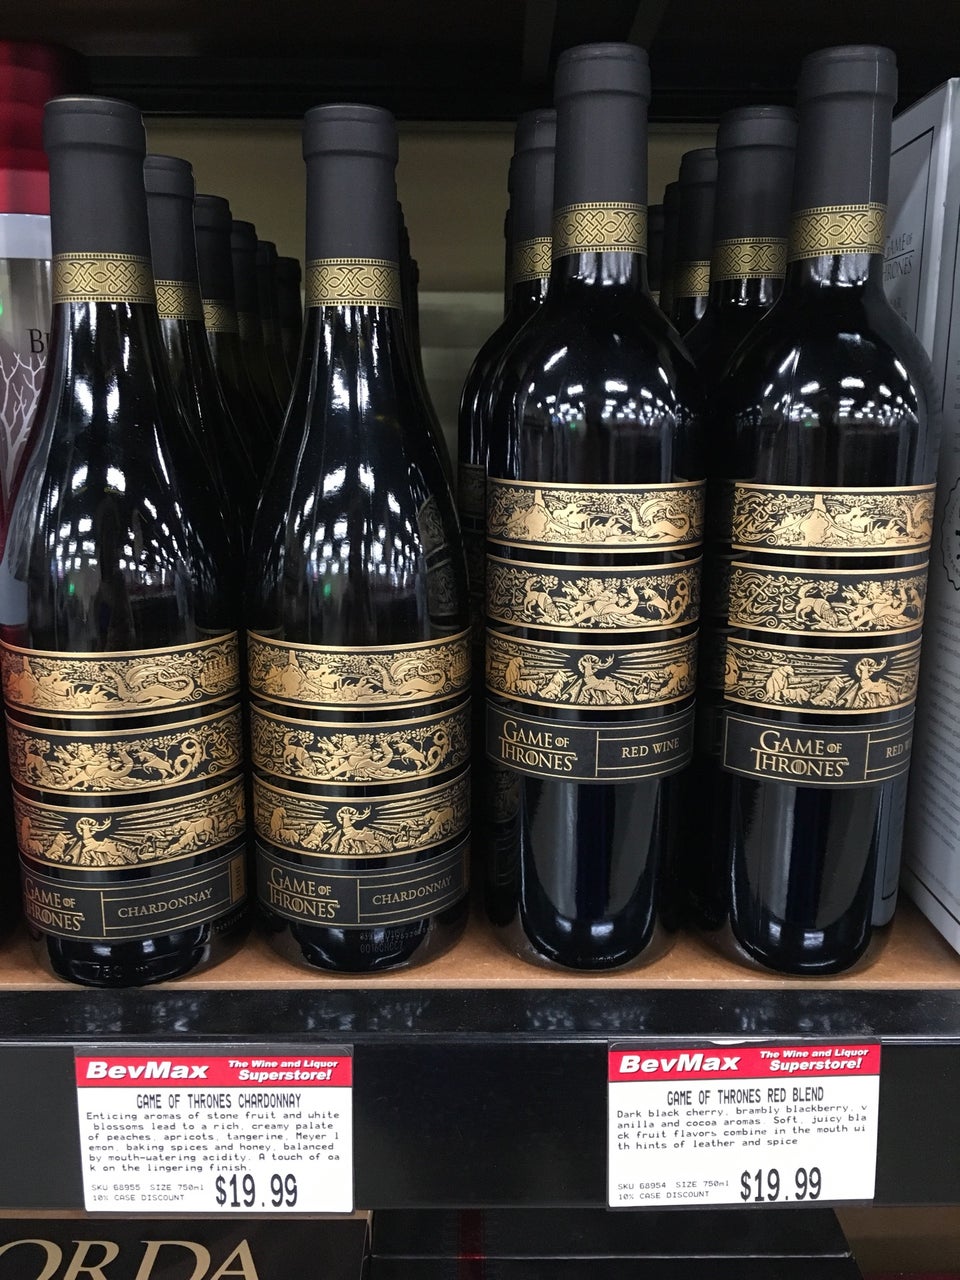 GAME OF
THRONES
GAME OF
THRONES
RED WINE
GAME OF
THRONES
RED
GAME OF
THRONES
CHARDONNAY
GAME OF
THRONES
CHARDONNAY
750
BevMax
The Wine and Liquor
Superstore!
GAME OF THRONES CHARDONNAY
Enticing aromas of stone fruit and white
blossoms lead to a rich, creamy palate
of peaches, apricots, tangerine, Meyer l
emon, baking spices and honey, balanced
by mouth-watering acidity. A touch of oa
k on the lingering finish.
SKU 68955 SIZE 750ml
10% CASE DISCOUNT
$19.99
BevMax
The Wine and Liquor
Superstore!
GAME OF THRONES RED BLEND
Dark black cherry, brambly blackberry, v
anilla and cocoa aromas. Soft, juicy bla
ck fruit flavors combine in the mouth wi
th hints of leather and spice
SKU 68954 SIZE 750ml
10% CASE DISCOUNT
$19.99
ORDA